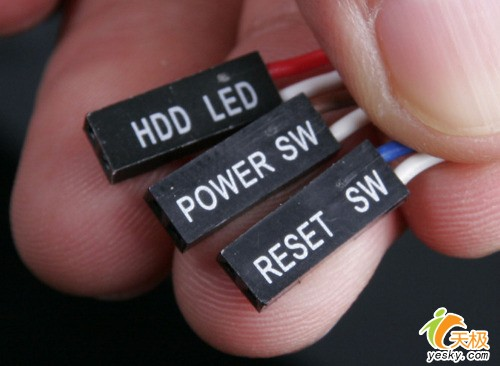 HDD LED
POWER SW
RESET SW
天极
yesky.com